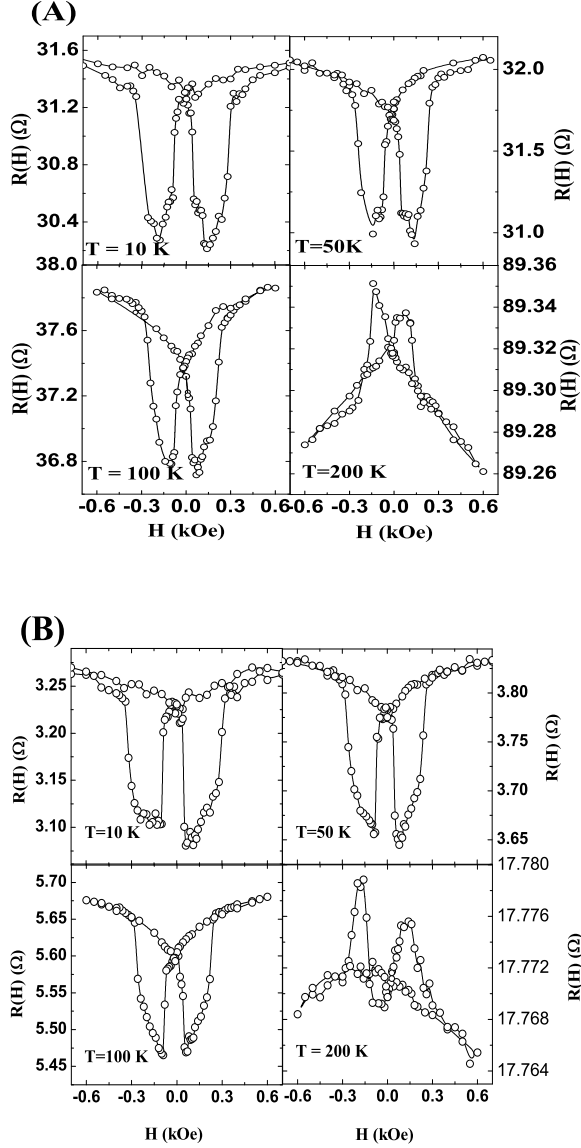 (A)
31.6
31.2
30.8
30.4
R(H) (Ω)
T = 10 K
32.0
31.5
31.0
R(H) (Ω)
T=50K
38.0
37.6
37.2
36.8
R(H) (Ω)
T = 100 K
89.36
89.34
89.32
89.30
89.28
89.26
R(H) (Ω)
T=200 K
-0.6 -0.3 0.0 0.3
H (kOe)
-0.6 -0.3 0.0 0.3 0.6
H (kOe)
(B)
3.25
3.20
3.15
3.10
R(H) (Ω)
T=10 K
3.80
3.75
3.70
3.65
R(H) (Ω)
T=50 K
5.70
5.65
5.60
5.55
5.50
5.45
R(H) (Ω)
T=100 K
17.780
17.776
17.772
17.768
17.764
R(H) (Ω)
T = 200 K
-0.6 -0.3 0.0 0.3 0.6
H (kOe)
-0.6 -0.3 0.0 0.3 0.6
H (kOe)